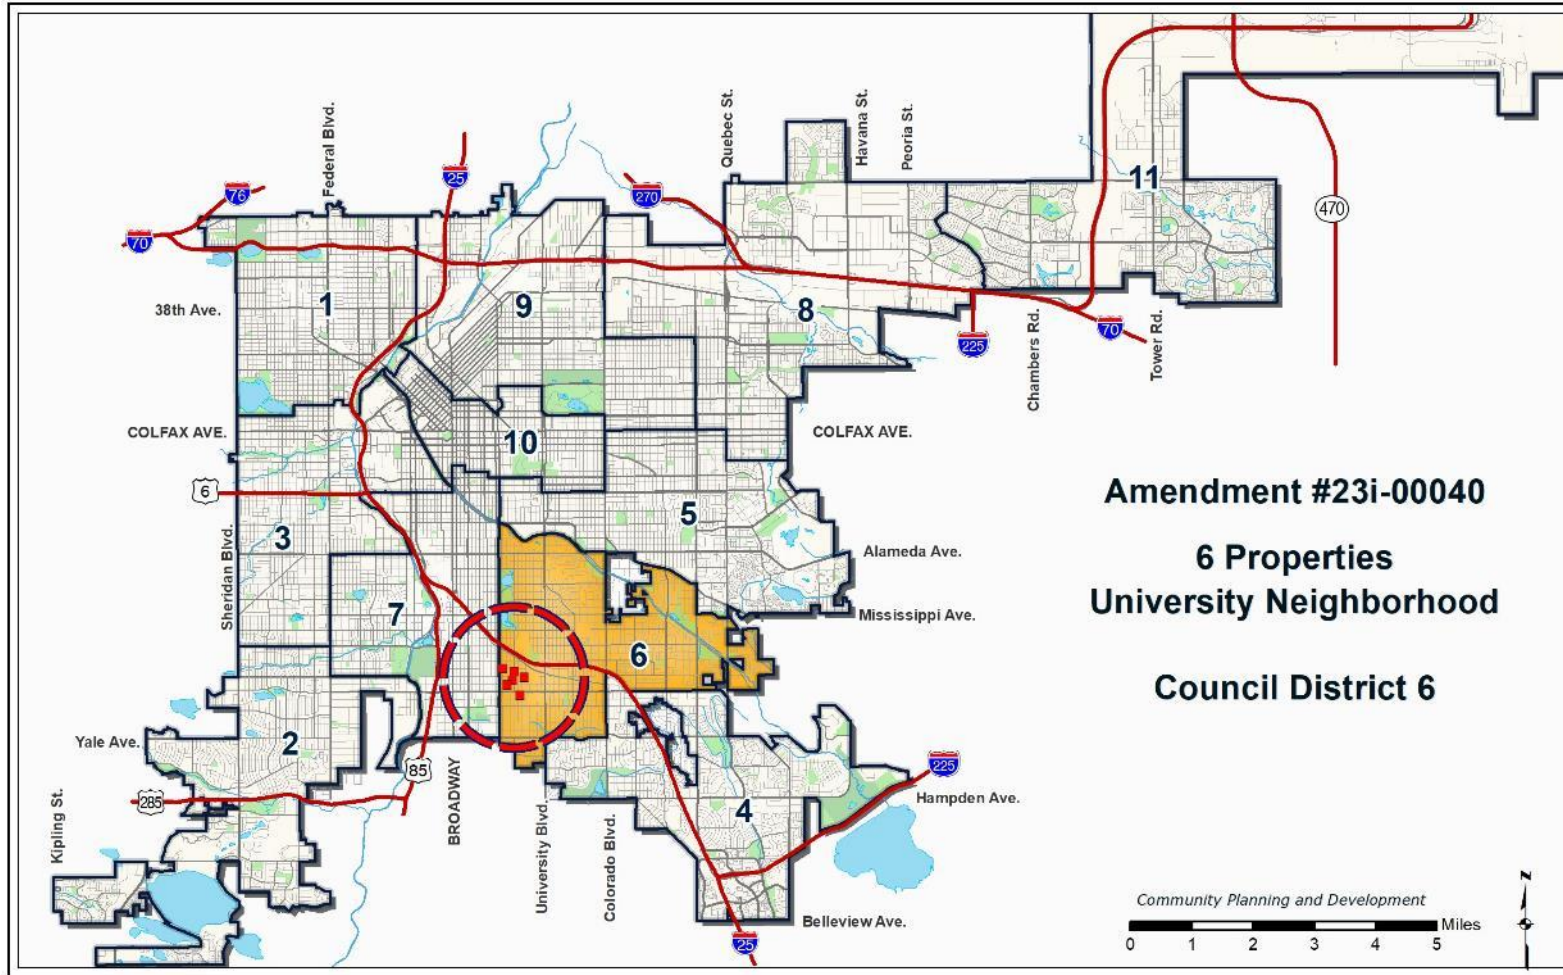 Federal Blvd.
Quebec St.
Havana St.
Peoria St.
76
25
270
70
11
470
38th Ave.
1
9
8
225
70
Chambers Rd.
Tower Rd.
COLFAX AVE.
COLFAX AVE.
10
6
3
5
Sheridan Blvd.
Alameda Ave.
7
Mississippi Ave.
6
Amendment #23i-00040
6 Properties
University Neighborhood
Council District 6
Yale Ave.
2
85
285
225
Hampden Ave.
4
Kipling St.
BROADWAY
University Blvd.
Colorado Blvd.
Belleview Ave.
25
Community Planning and Development
Miles
0 1 2 3 4 5
N